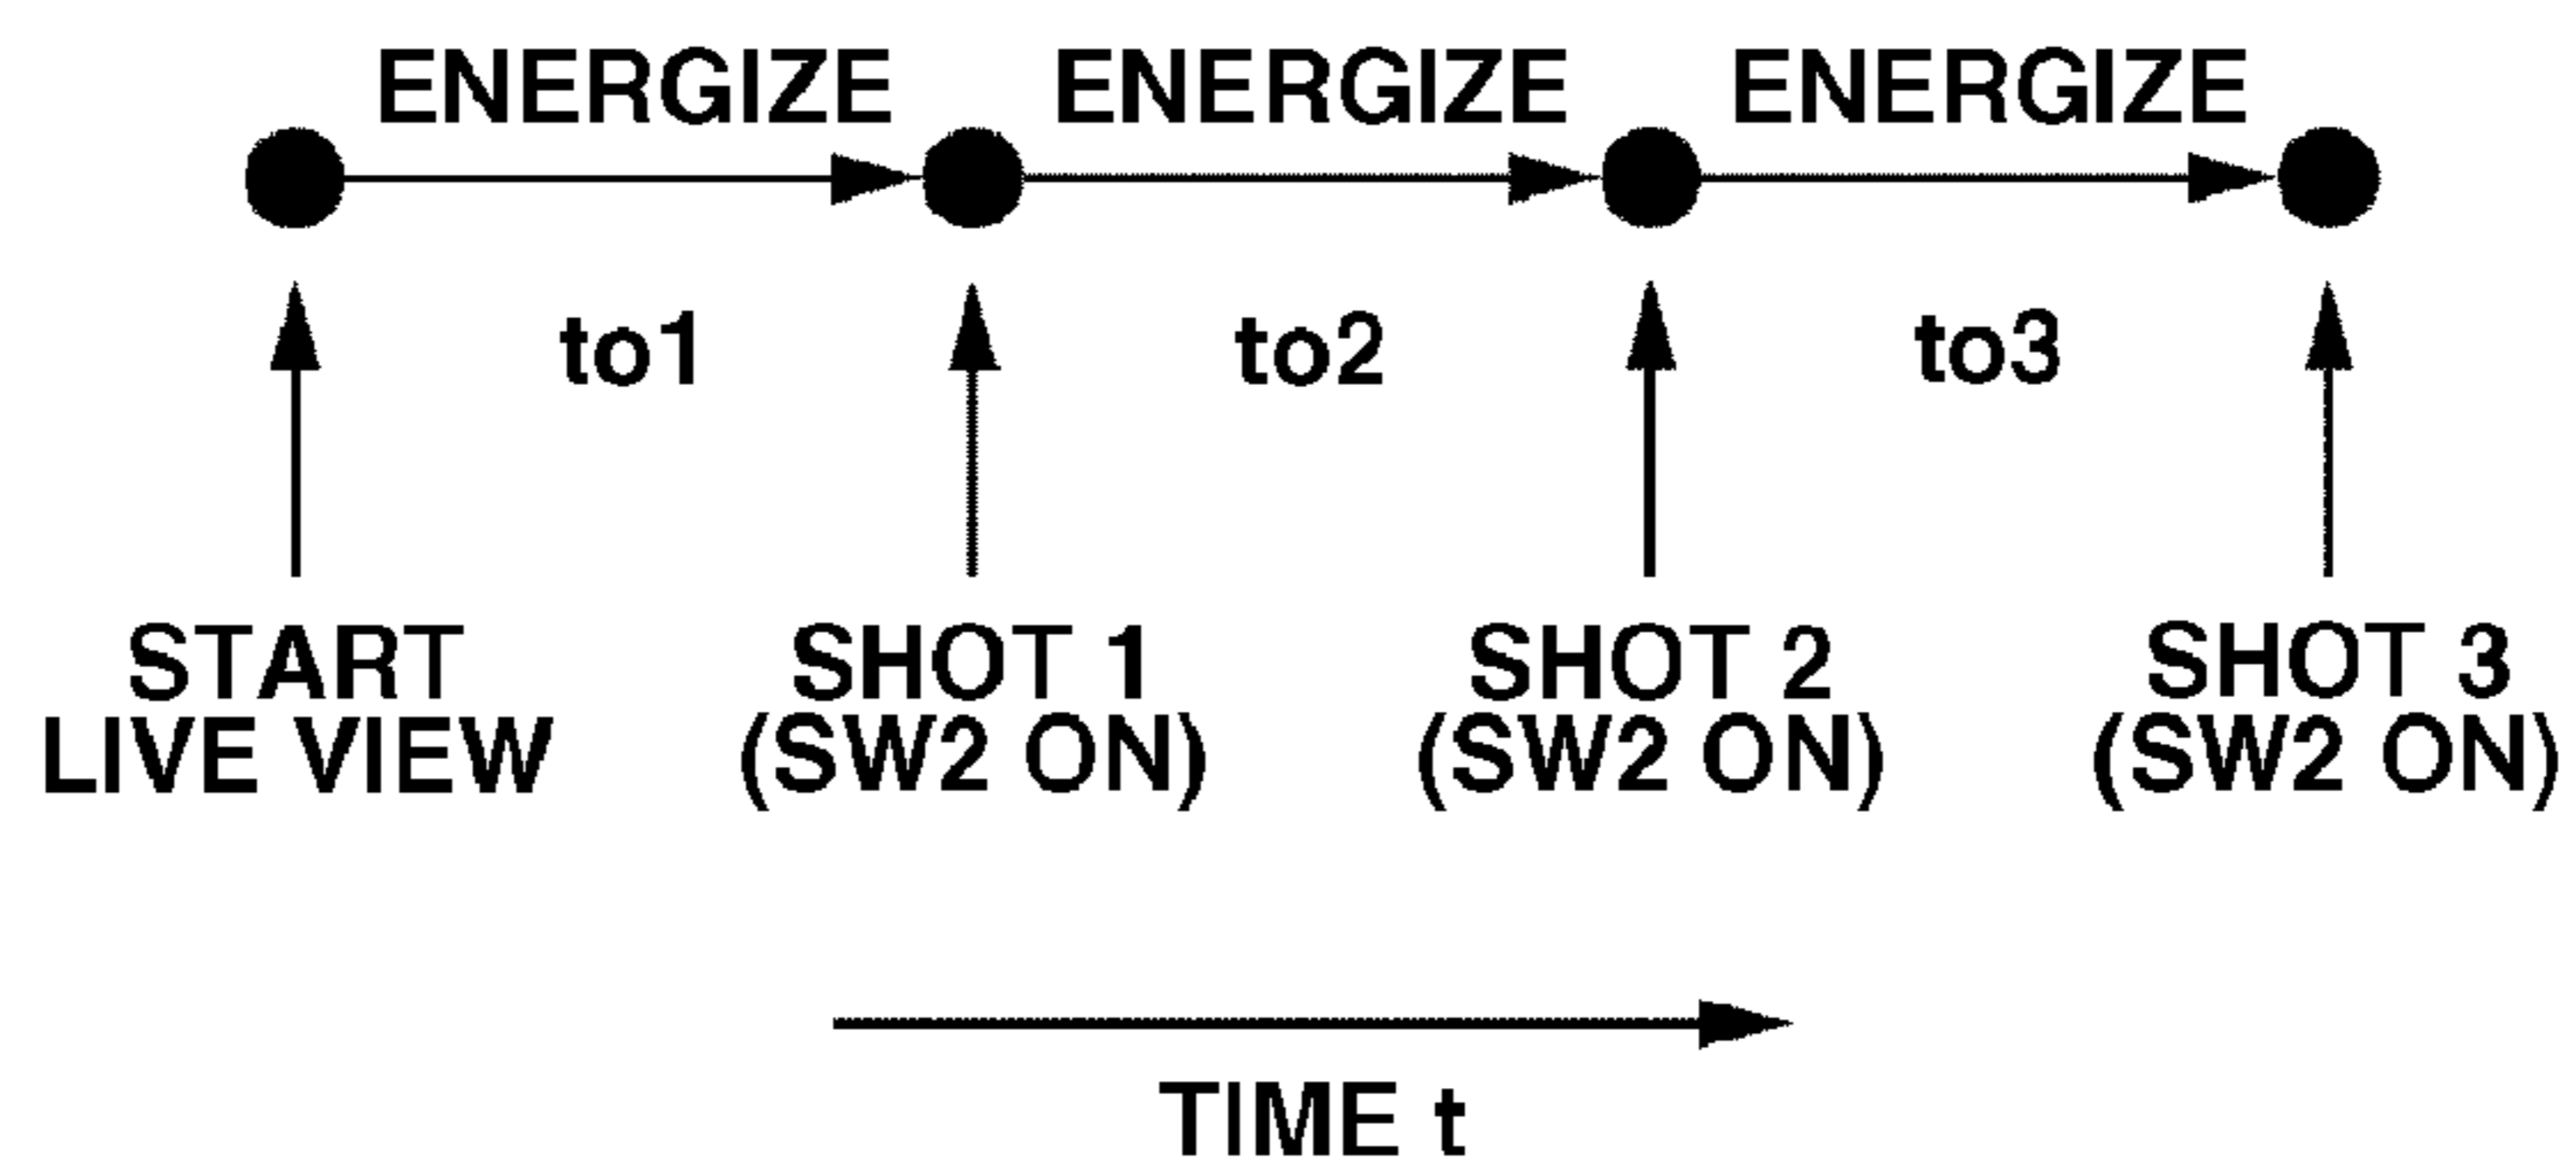 ENERGIZE ENERGIZE ENERGIZE
to1 to2 to3
START SHOT 1 SHOT 2 SHOT 3
LIVE VIEW (SW2 ON) (SW2 ON) (SW2 ON)
TIME t